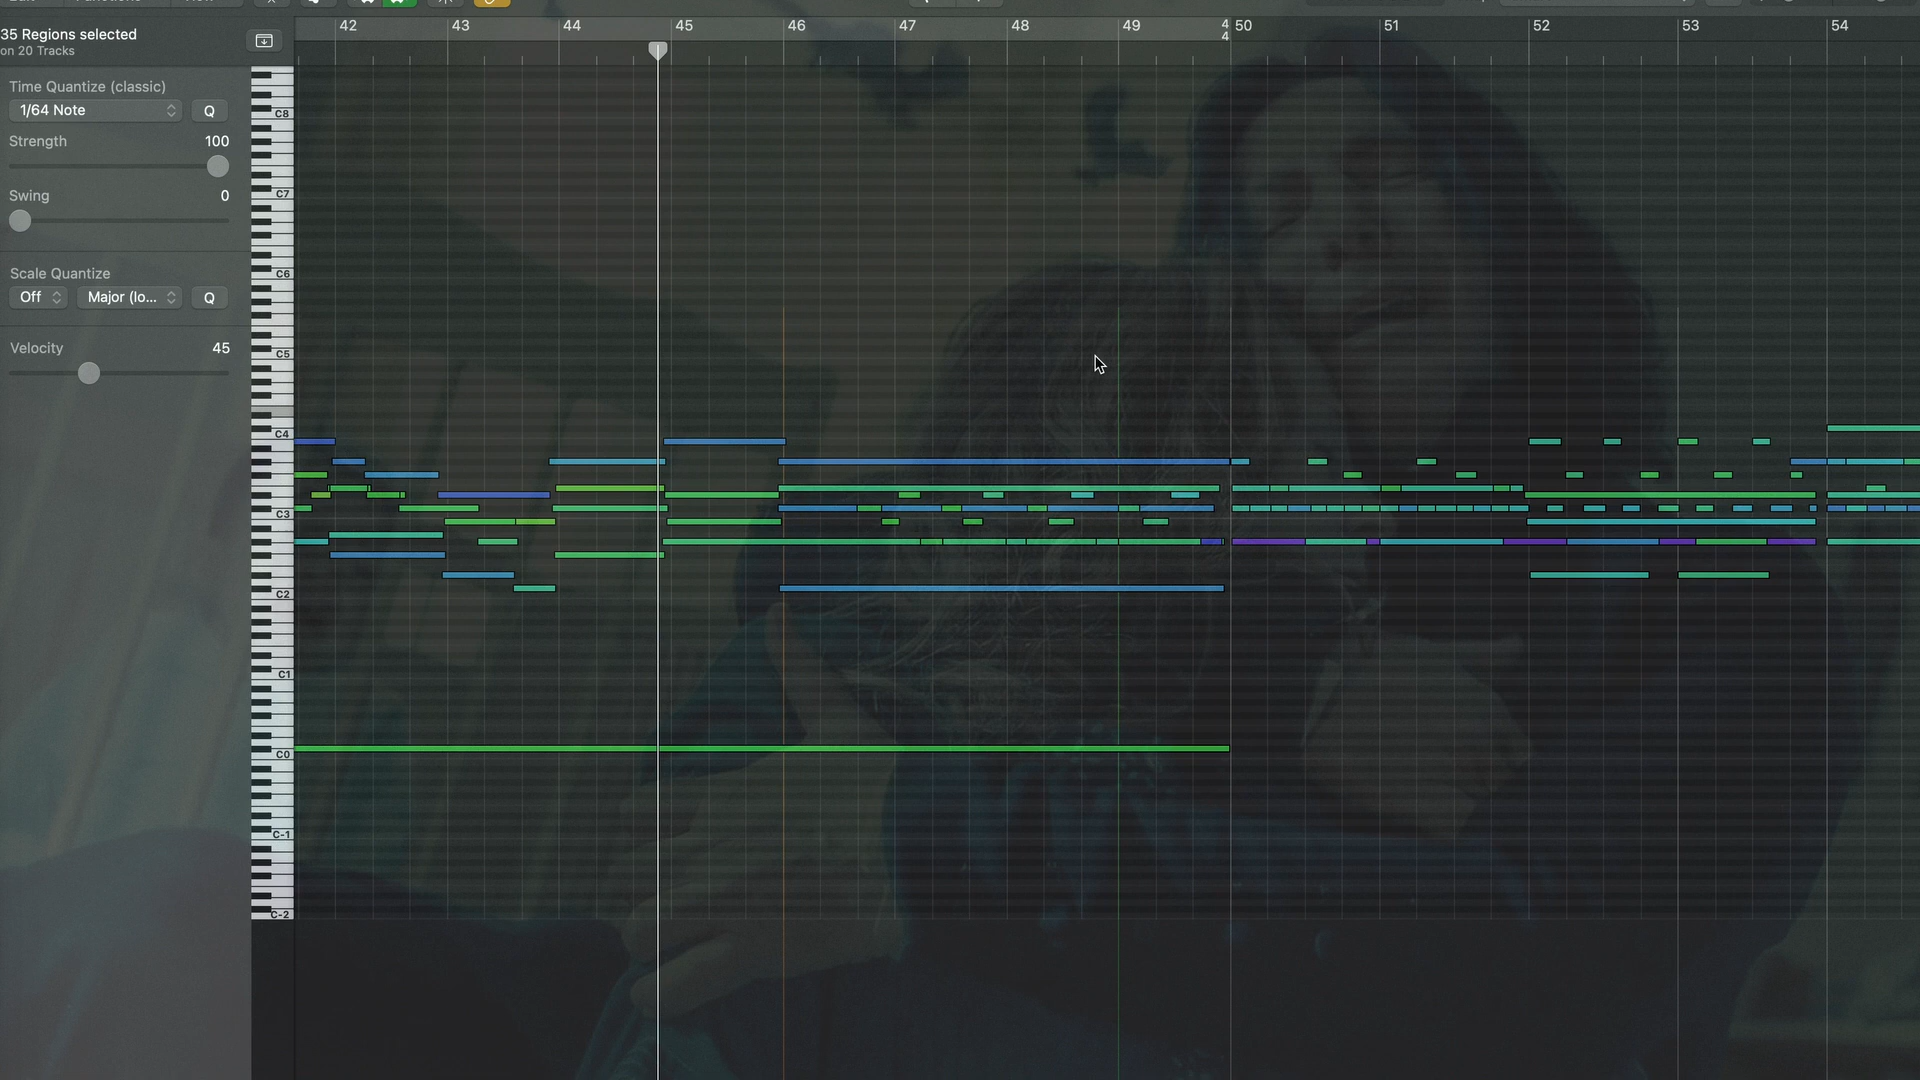 42 43 44 45 46 47 48 49 4 50 51 52 53 54
4
35 Regions selected
on 20 Tracks
Time Quantize (classic)
1/64 Note Q
Strength 100
Swing 0
Scale Quantize
Off Major (lo... Q
Velocity 45
C8
C7
C6
C5
C4
C3
C2
C1
C0
C-1
C-2